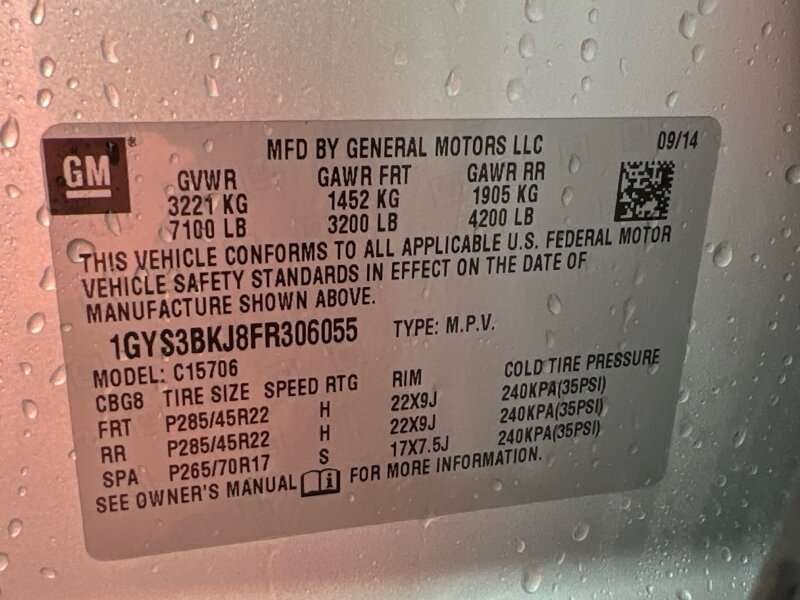 GM®
MFD BY GENERAL MOTORS LLC 09/14
GVWR GAWR FRT GAWR RR
3221 KG 1452 KG 1905 KG
7100 LB 3200 LB 4200 LB
THIS VEHICLE CONFORMS TO ALL APPLICABLE U.S. FEDERAL MOTOR
VEHICLE SAFETY STANDARDS IN EFFECT ON THE DATE OF
MANUFACTURE SHOWN ABOVE.
1GYS3BKJ8FR306055 TYPE: M.P.V.
MODEL: C15706
CBG8 TIRE SIZE SPEED RTG RIM COLD TIRE PRESSURE
FRT P285/45R22 H 22X9J 240KPA(35PSI)
RR P285/45R22 H 22X9J 240KPA(35PSI)
SPA P265/70R17 S 17X7.5J 240KPA(35PSI)
SEE OWNER'S MANUAL i FOR MORE INFORMATION.